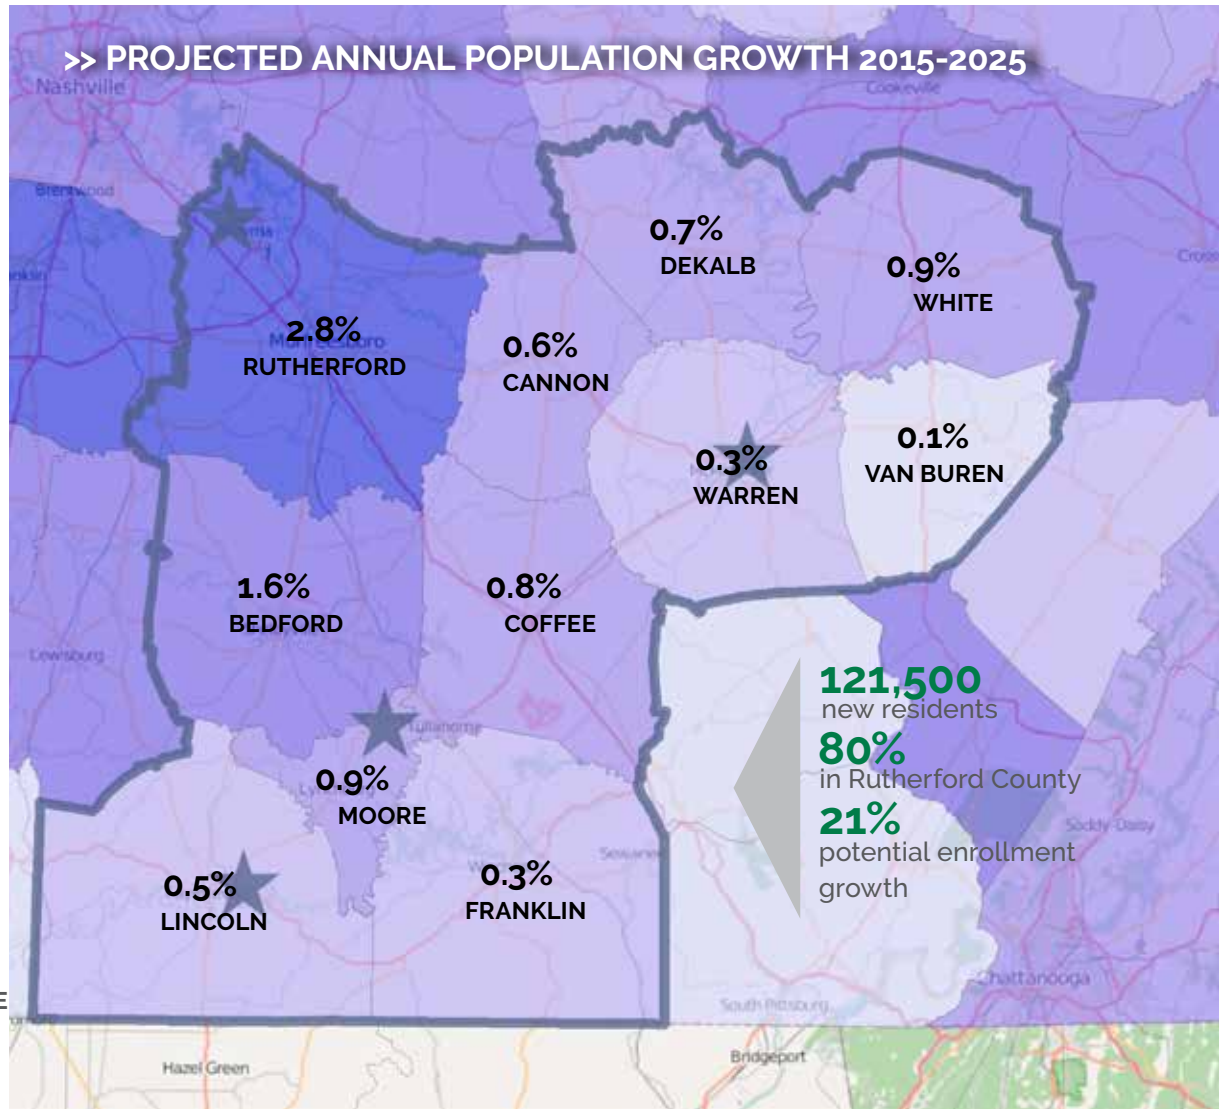 >> PROJECTED ANNUAL POPULATION GROWTH 2015-2025
Nashville
Cookeville
Brentwood
0.7%
DEKALB
0.9%
WHITE
2.8%
RUTHERFORD
0.6%
CANNON
0.1%
VAN BUREN
0.3%
WARREN
1.6%
BEDFORD
0.8%
COFFEE
Lewisburg
121,500
new residents
80%
in Rutherford County
21%
potential enrollment
growth
Tullahoma
0.9%
MOORE
Soddy-Daisy
Sewanee
0.5%
LINCOLN
0.3%
FRANKLIN
Chattanooga
South Pittsburg
E
Bridgeport
Hazel Green